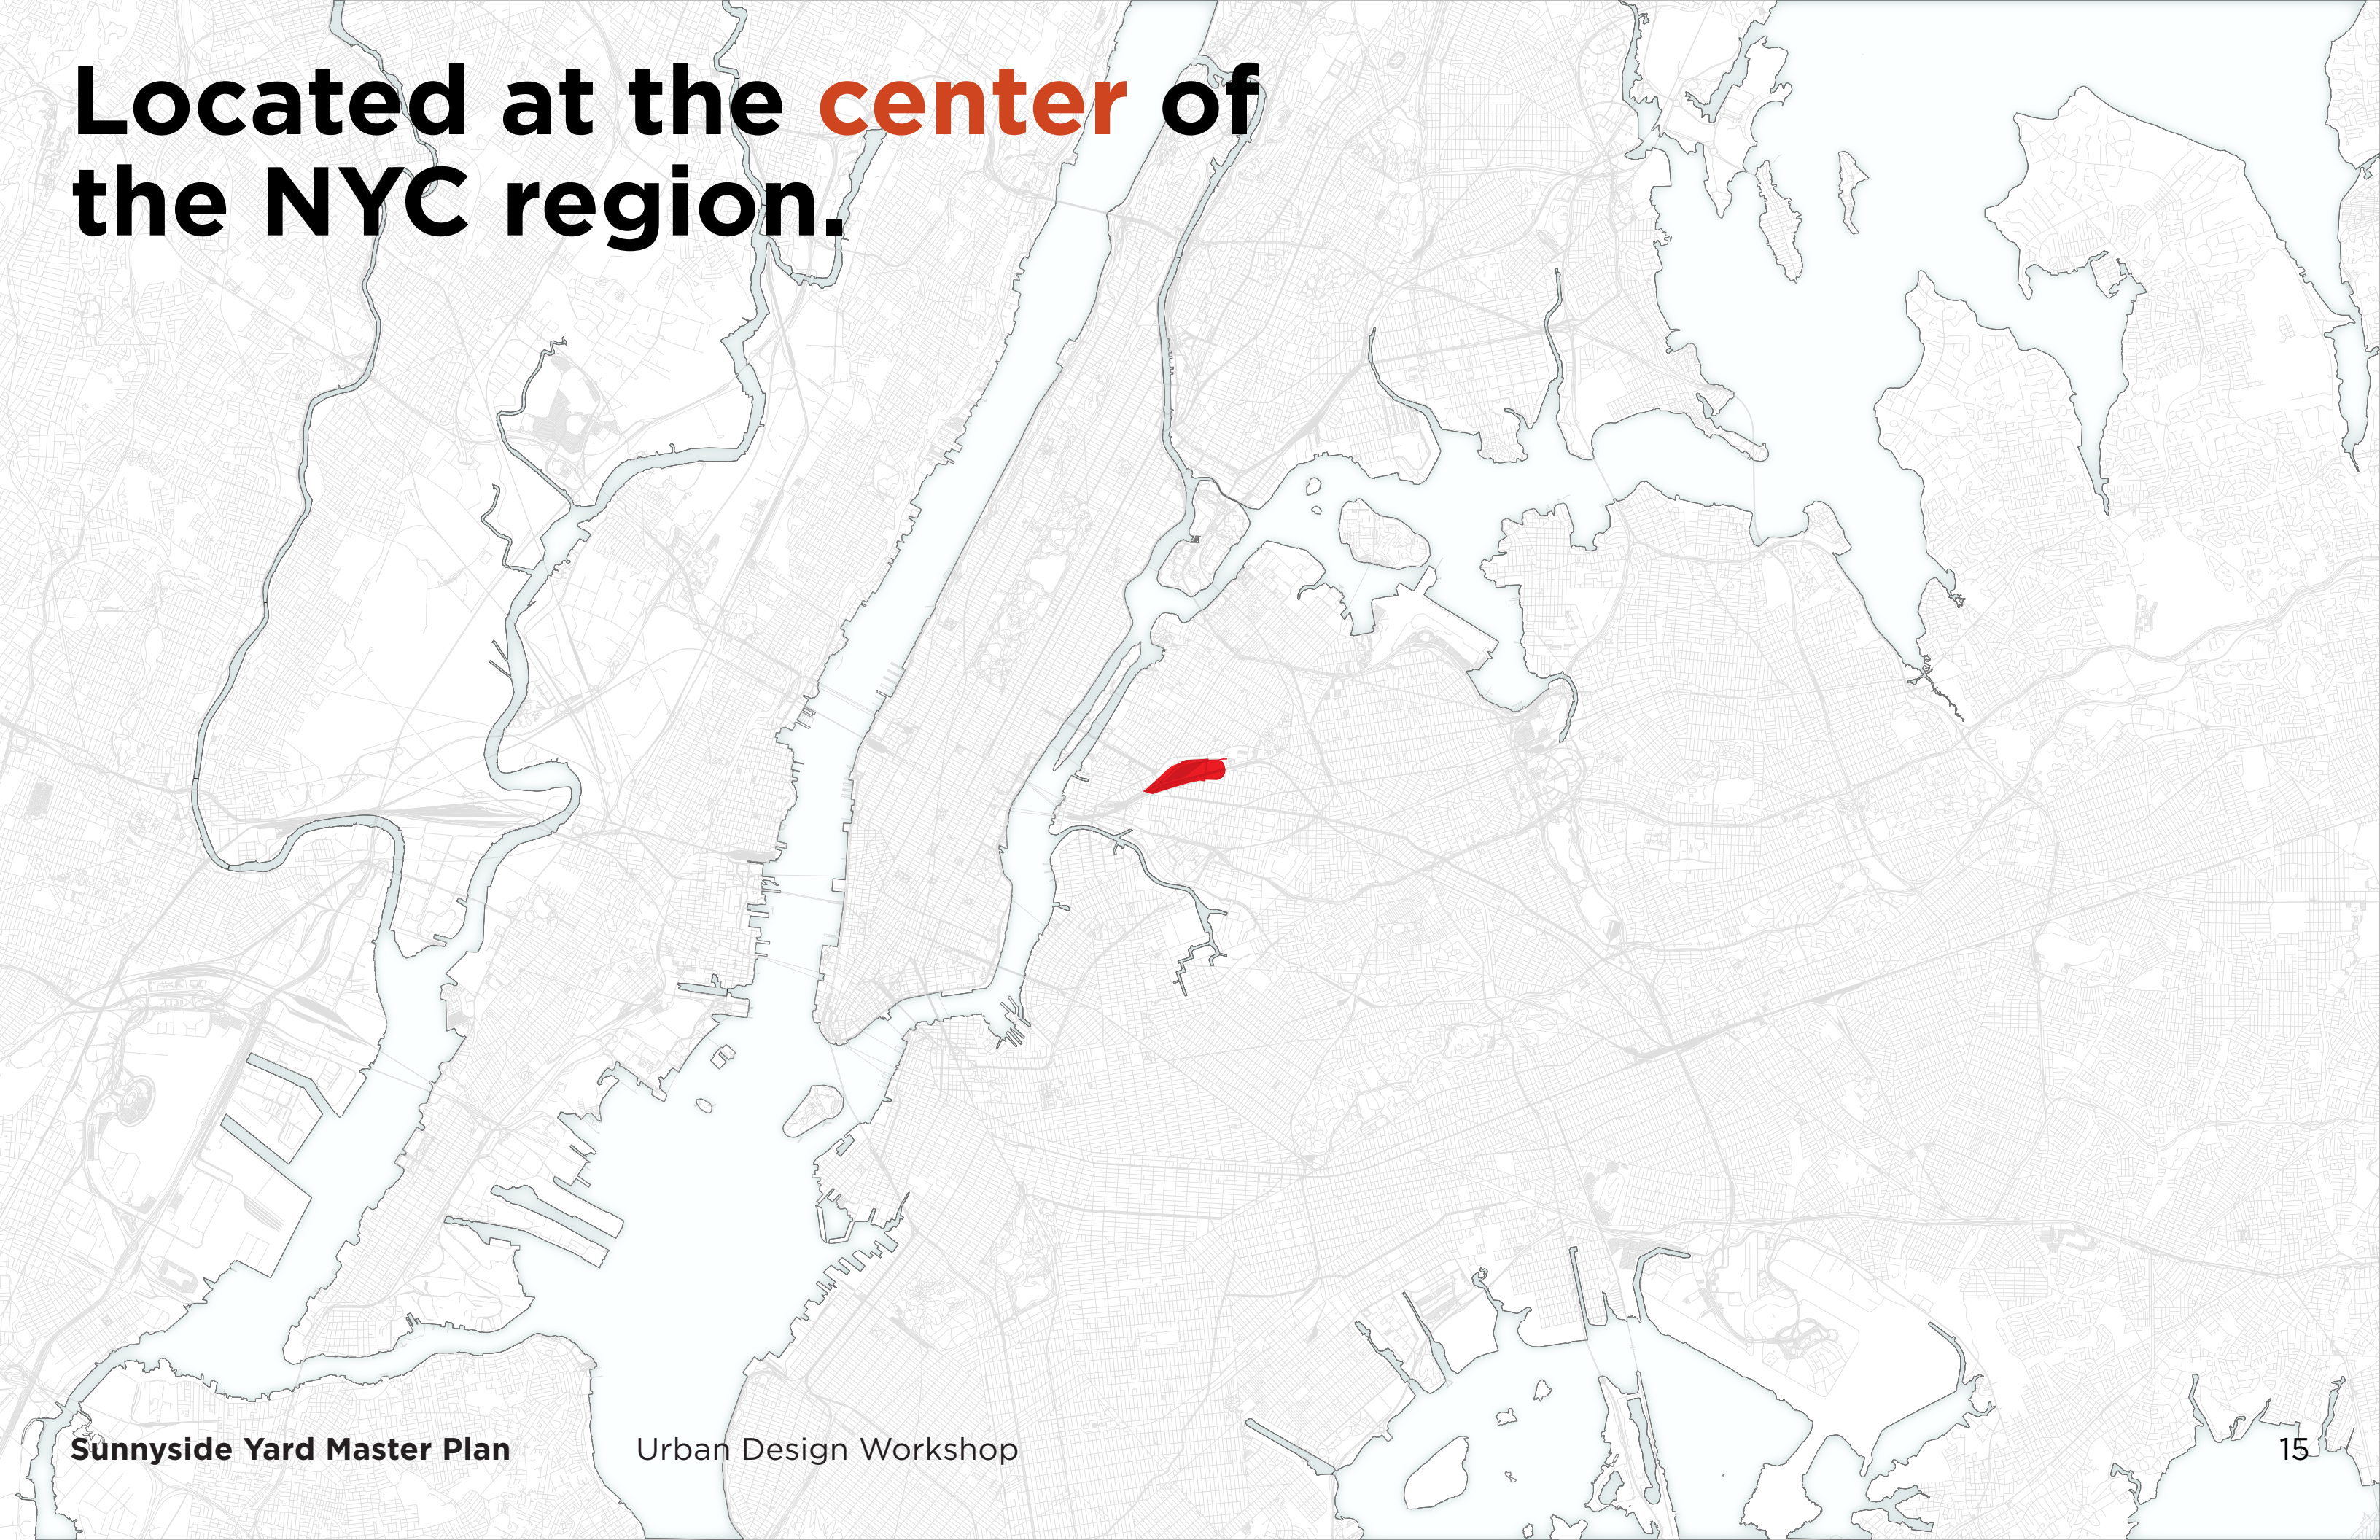 Located at the center of
the NYC region.
Sunnyside Yard Master Plan
Urban Design Workshop
15